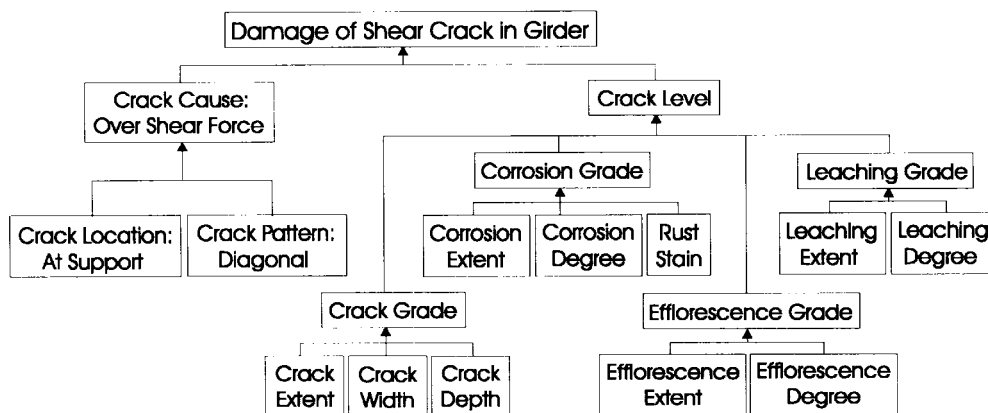 Damage of Shear Crack in Girder
Crack Cause:
Over Shear Force
Crack Level
Corrosion Grade
Leaching Grade
Crack Location:
At Support
Crack Pattern:
Diagonal
Corrosion
Extent
Corrosion
Degree
Rust
Stain
Leaching
Extent
Leaching
Degree
Crack Grade
Efflorescence Grade
Crack
Extent
Crack
Width
Crack
Depth
Efflorescence
Extent
Efflorescence
Degree